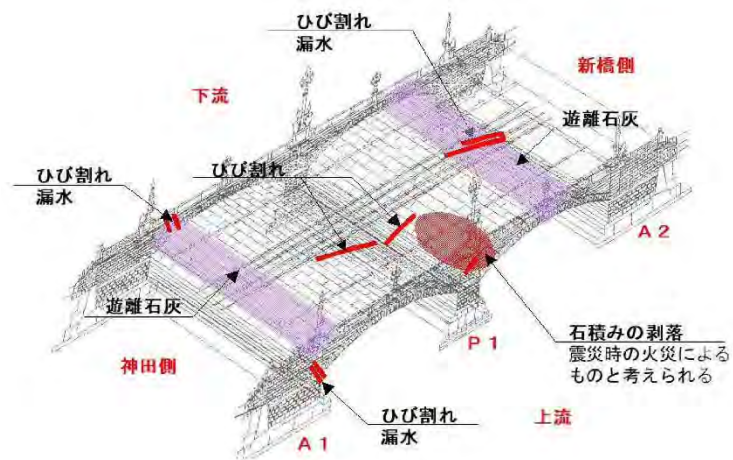 ひび割れ
漏水
新橋側
下流
遊離石灰
ひび割れ
ひび割れ
漏水
A2
遊離石灰
石積みの剥落
震災時の火災による
ものと考えられる
P1
神田側
ひび割れ
漏水
上流
A1